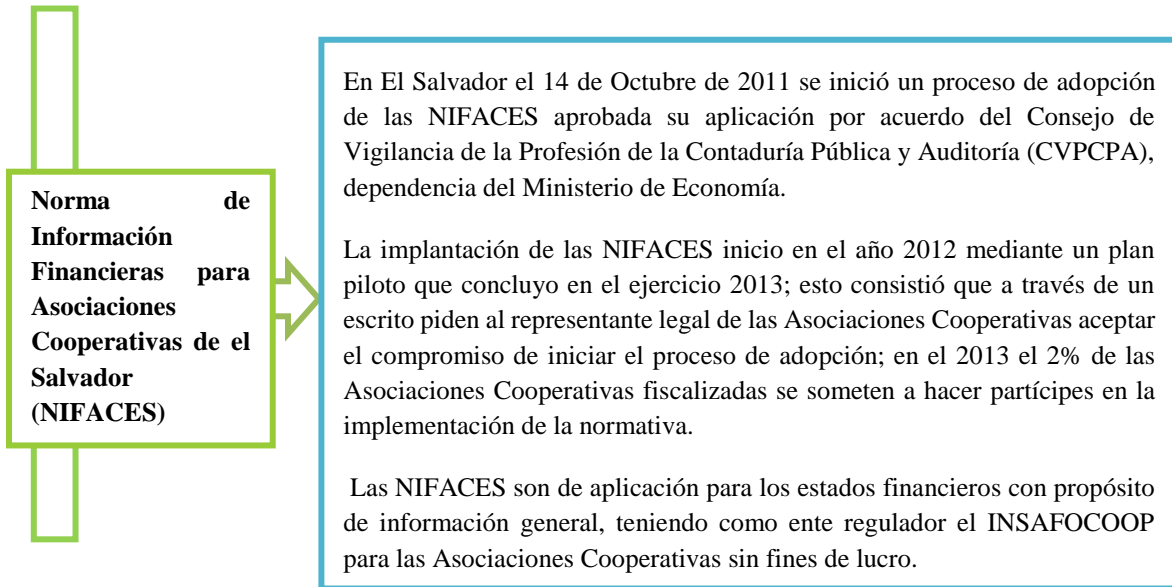 Norma de
Información
Financieras para
Asociaciones
Cooperativas de el
Salvador
(NIFACES)
En El Salvador el 14 de Octubre de 2011 se inició un proceso de adopción
de las NIFACES aprobada su aplicación por acuerdo del Consejo de
Vigilancia de la Profesión de la Contaduría Pública y Auditoría (CVPCPA),
dependencia del Ministerio de Economía.
La implantación de las NIFACES inicio en el año 2012 mediante un plan
piloto que concluyo en el ejercicio 2013; esto consistió que a través de un
escrito piden al representante legal de las Asociaciones Cooperativas aceptar
el compromiso de iniciar el proceso de adopción; en el 2013 el 2% de las
Asociaciones Cooperativas fiscalizadas se someten a hacer partícipes en la
implementación de la normativa.
Las NIFACES son de aplicación para los estados financieros con propósito
de información general, teniendo como ente regulador el INSAFOCOOP
para las Asociaciones Cooperativas sin fines de lucro.